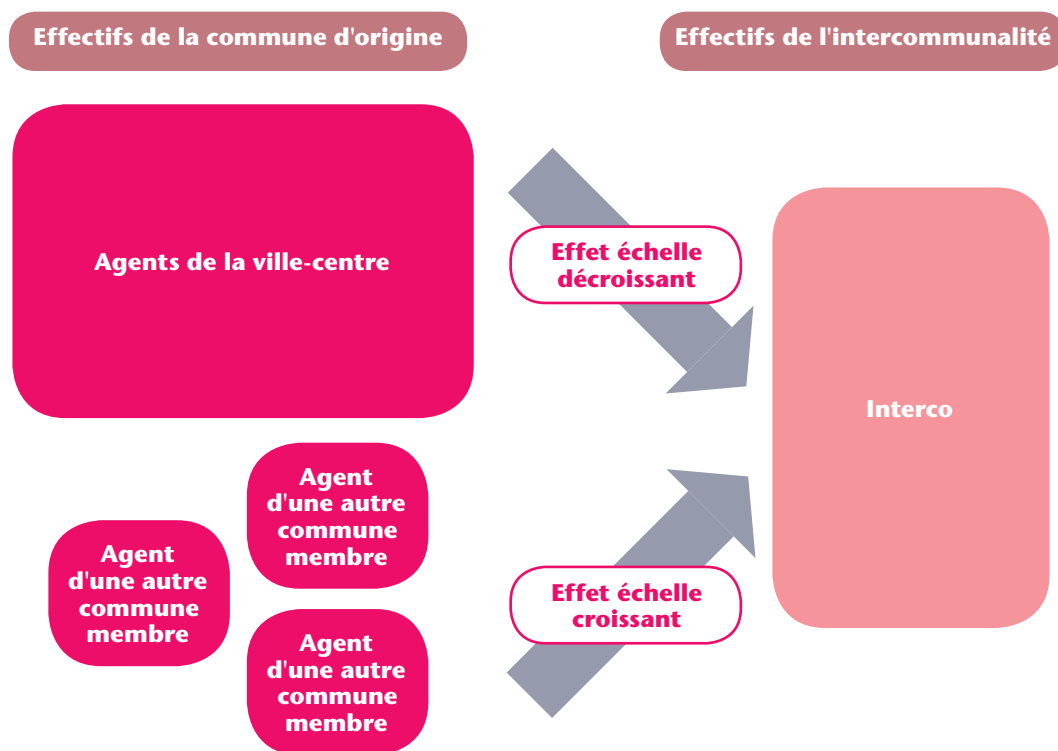 Effectifs de la commune d'origine
Effectifs de l'intercommunalité
Agents de la ville-centre
Effet échelle
décroissant
Interco
Agent
d'une autre
commune
membre
Agent
d'une autre
commune
membre
Effet échelle
croissant
Agent
d'une autre
commune
membre